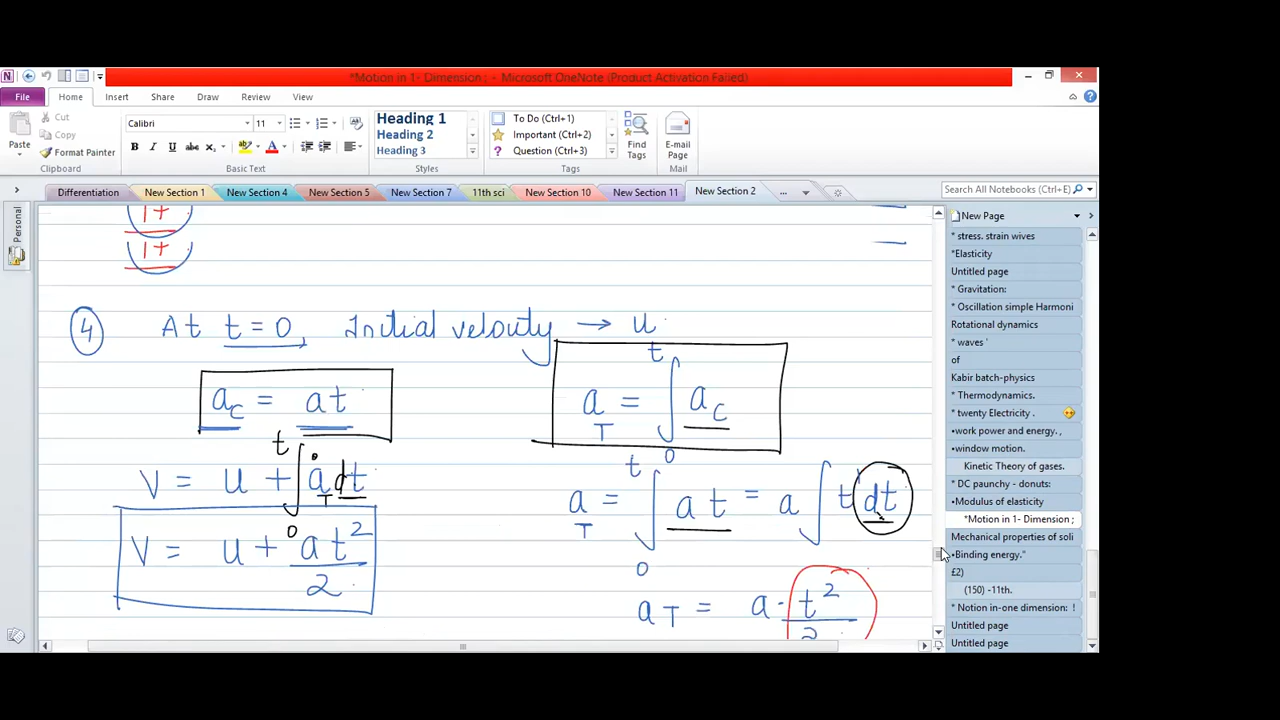 *Motion in 1- Dimension ; - Microsoft OneNote (Product Activation Failed)
File Home Insert Share Draw Review View
Cut
Copy
Format Painter
Paste
Clipboard
Calibri 11
B I U abc X₂ A
Basic Text
Heading 1
Heading 2
Heading 3
Styles
To Do (Ctrl+1)
Important (Ctrl+2)
Question (Ctrl+3)
Tags
Find
Tags
E-mail
Page
Mail
Differentiation New Section 1 New Section 4 New Section 5 New Section 7 11th sci New Section 10 New Section 11 New Section 2 ...
Search All Notebooks (Ctrl+E)
Personal
1+
1+
④ At t = 0, Initial velouity → u
a_C = at
a_T = ∫₀ᵗ a_C
V = u + ∫₀ᵗ a_T dt
a_T = ∫₀ᵗ a t = a ∫ t' dt
V = u + at²/2
a_T = a · t²/2
New Page
* stress. strain wives
*Elasticity
Untitled page
* Gravitation:
* Oscillation simple Harmoni
Rotational dynamics
* waves '
of
Kabir batch-physics
* Thermodynamics.
* twenty Electricity .
•work power and energy. ,
•window motion.
Kinetic Theory of gases.
* DC paunchy - donuts:
•Modulus of elasticity
*Motion in 1- Dimension ;
Mechanical properties of soli
•Binding energy."
£2)
(150) -11th.
* Notion in-one dimension: !
Untitled page
Untitled page